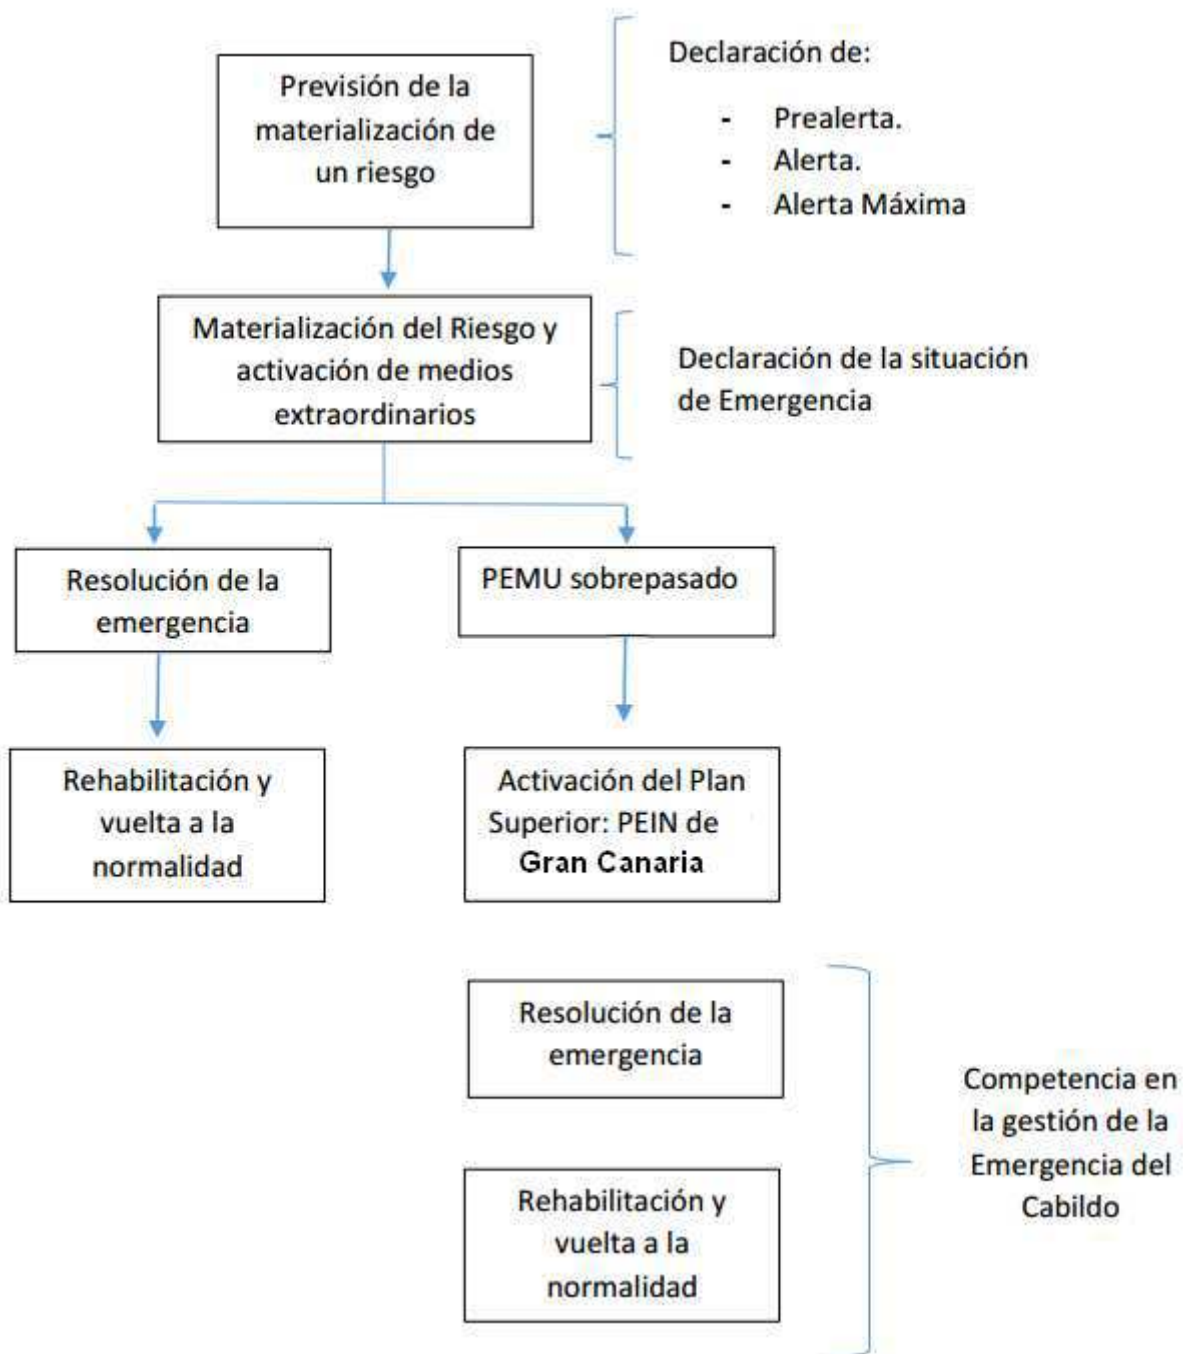 Previsión de la
materialización de
un riesgo
Declaración de:
- Prealerta.
- Alerta.
- Alerta Máxima
Materialización del Riesgo y
activación de medios
extraordinarios
Declaración de la situación
de Emergencia
Resolución de la
emergencia
PEMU sobrepasado
Rehabilitación y
vuelta a la
normalidad
Activación del Plan
Superior: PEIN de
Gran Canaria
Resolución de la
emergencia
Rehabilitación y
vuelta a la
normalidad
Competencia en
la gestión de la
Emergencia del
Cabildo